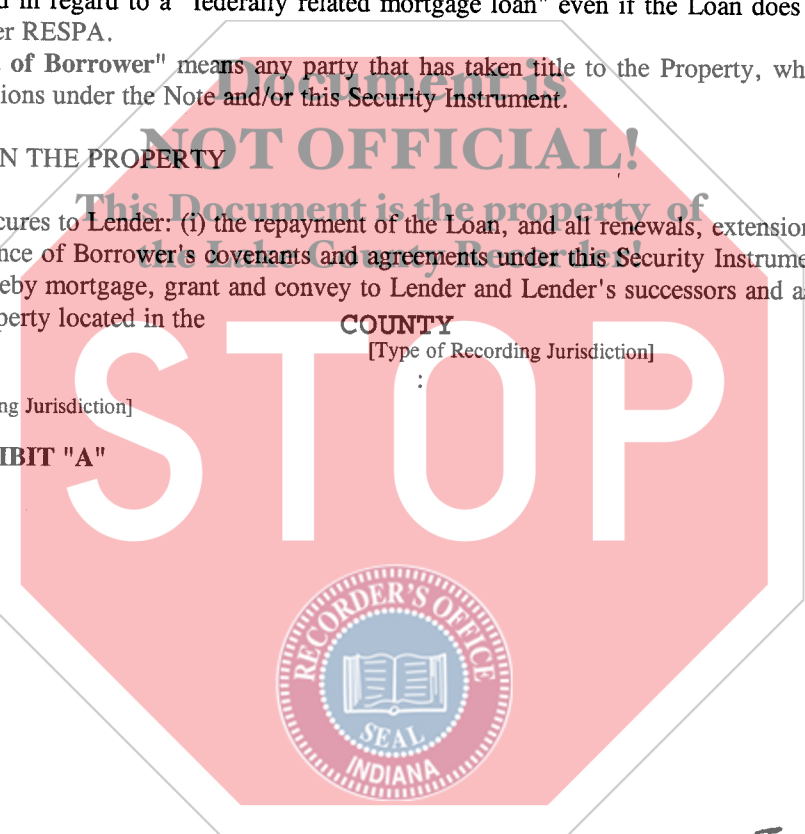 d in regard to a "federally related mortgage loan" even if the Loan does
er RESPA.
of Borrower" means any party that has taken title to the Property, wh
ions under the Note and/or this Security Instrument.
Document is
NOT OFFICIAL!
N THE PROPERTY
This Document is the property of
the Lake County Recorder!
cures to Lender: (i) the repayment of the Loan, and all renewals, extension
nce of Borrower's covenants and agreements under this Security Instrume
eby mortgage, grant and convey to Lender and Lender's successors and a
perty located in the COUNTY
[Type of Recording Jurisdiction]
:
ng Jurisdiction]
IBIT "A"
STOP
RECORDER'S OFFICE
SEAL
INDIANA